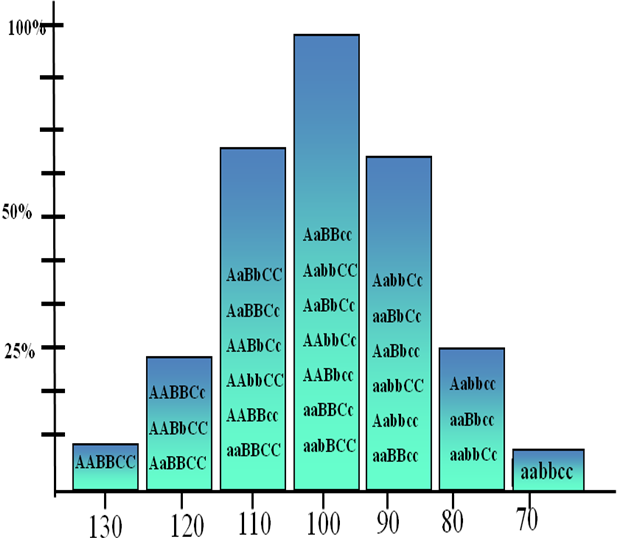 100%
50%
25%
AABBCC
AABBCc
AABbCC
AaBBCC
AaBbCC
AaBBCc
AABbCc
AAbbCC
AABBcc
aaBBCC
AaBBcc
AabbCC
AaBbCc
AAbbCc
AABbcc
aaBBCc
aabBCC
AabbCc
aaBbCc
AaBbcc
aabbCC
Aabbcc
aaBBcc
Aabbcc
aaBbcc
aabbCc
aabbcc
130 120 110 100 90 80 70